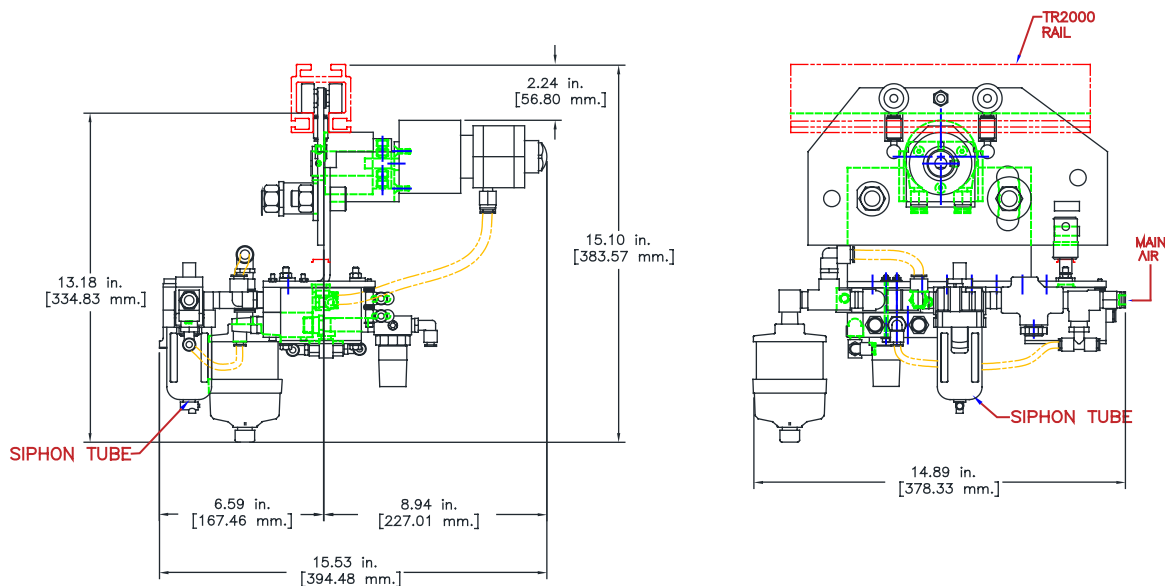 TR2000
RAIL
2.24 in.
[56.80 mm.]
15.10 in.
[383.57 mm.]
13.18 in.
[334.83 mm.]
MAIN
AIR
SIPHON TUBE
SIPHON TUBE
14.89 in.
[378.33 mm.]
6.59 in.
[167.46 mm.]
8.94 in.
[227.01 mm.]
15.53 in.
[394.48 mm.]